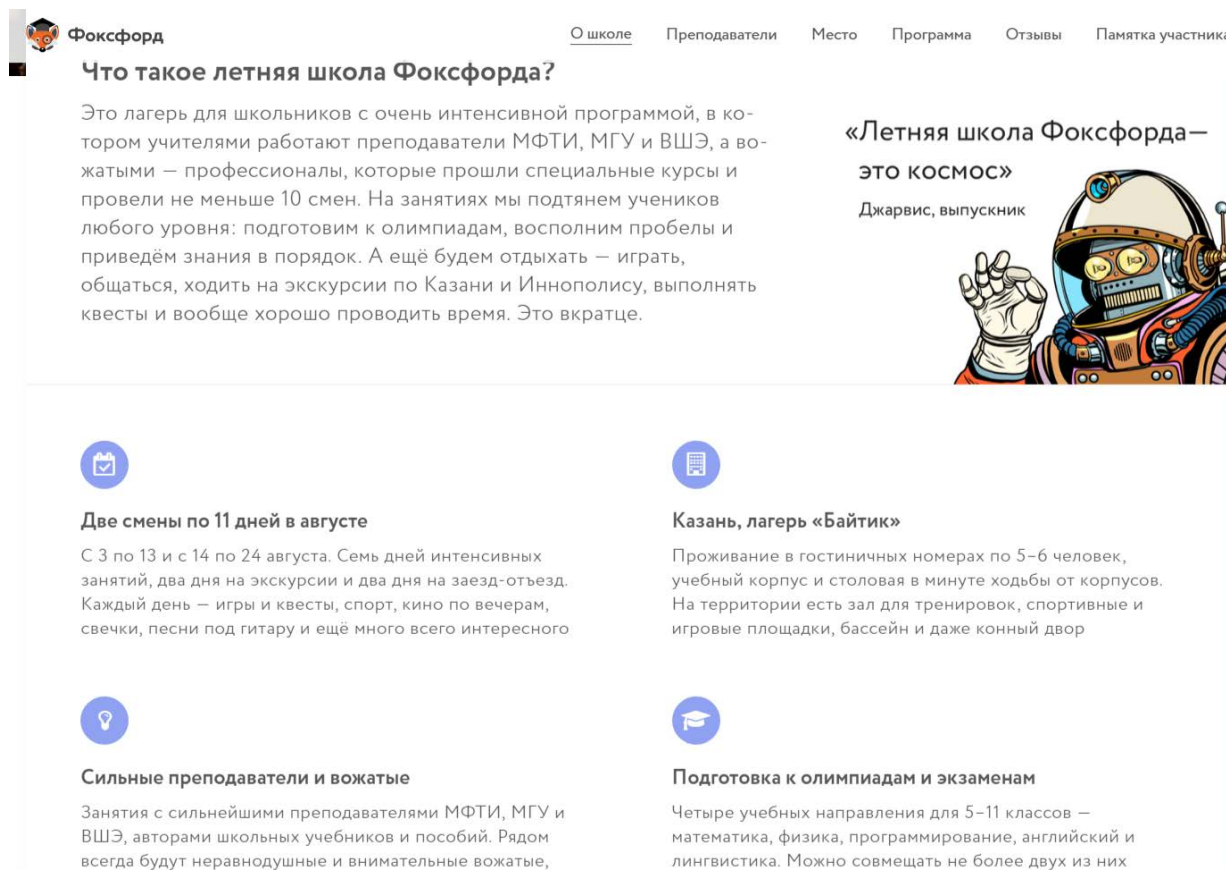 Фоксфорд
О школе
Преподаватели
Место
Программа
Отзывы
Памятка участника
Что такое летняя школа Фоксфорда?
Это лагерь для школьников с очень интенсивной программой, в ко-
тором учителями работают преподаватели МФТИ, МГУ и ВШЭ, а во-
жатыми — профессионалы, которые прошли специальные курсы и
провели не меньше 10 смен. На занятиях мы подтянем учеников
любого уровня: подготовим к олимпиадам, восполним пробелы и
приведём знания в порядок. А ещё будем отдыхать — играть,
общаться, ходить на экскурсии по Казани и Иннополису, выполнять
квесты и вообще хорошо проводить время. Это вкратце.
«Летняя школа Фоксфорда—
это космос»
Джарвис, выпускник
Две смены по 11 дней в августе
С 3 по 13 и с 14 по 24 августа. Семь дней интенсивных
занятий, два дня на экскурсии и два дня на заезд-отъезд.
Каждый день — игры и квесты, спорт, кино по вечерам,
свечки, песни под гитару и ещё много всего интересного
Казань, лагерь «Байтик»
Проживание в гостиничных номерах по 5–6 человек,
учебный корпус и столовая в минуте ходьбы от корпусов.
На территории есть зал для тренировок, спортивные и
игровые площадки, бассейн и даже конный двор
Сильные преподаватели и вожатые
Занятия с сильнейшими преподавателями МФТИ, МГУ и
ВШЭ, авторами школьных учебников и пособий. Рядом
всегда будут неравнодушные и внимательные вожатые,
Подготовка к олимпиадам и экзаменам
Четыре учебных направления для 5–11 классов —
математика, физика, программирование, английский и
лингвистика. Можно совмещать не более двух из них